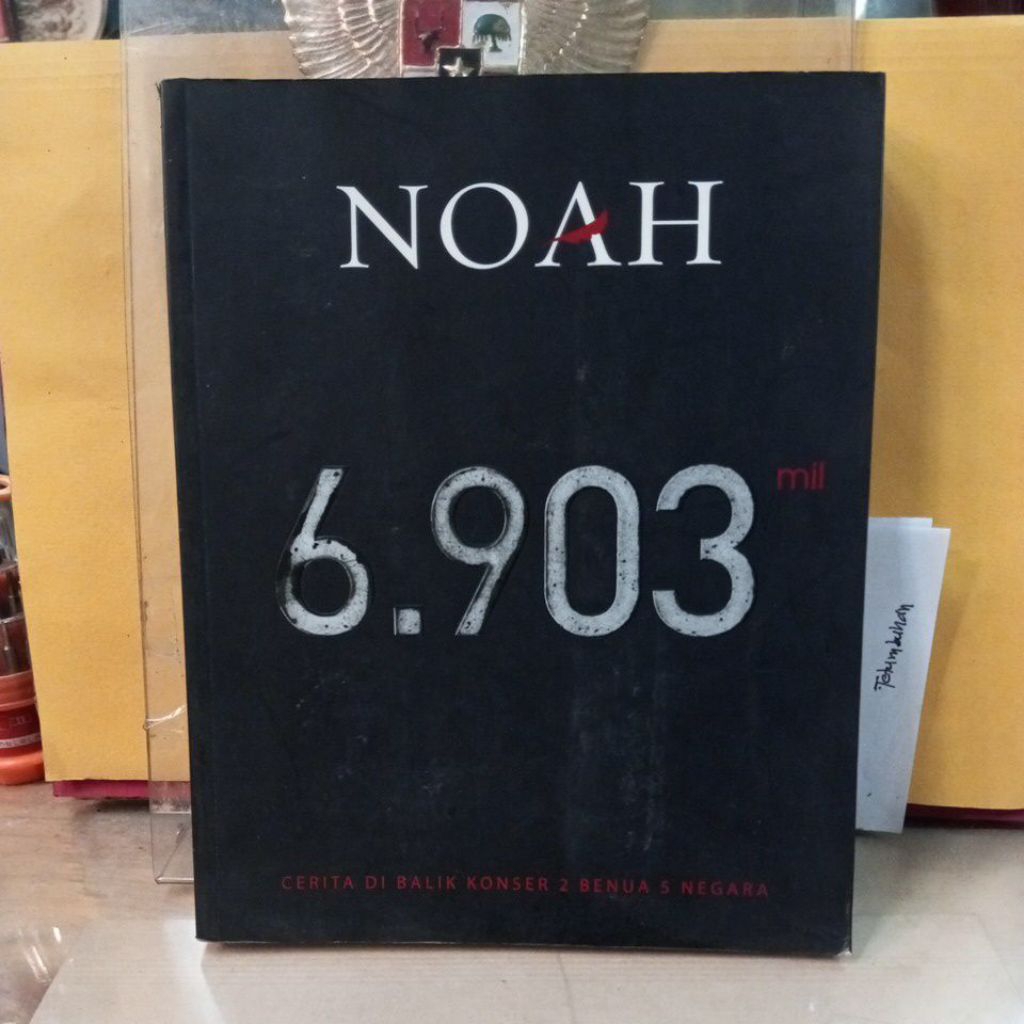 NOAH
6.903 mil
CERITA DI BALIK KONSER 2 BENUA 5 NEGARA